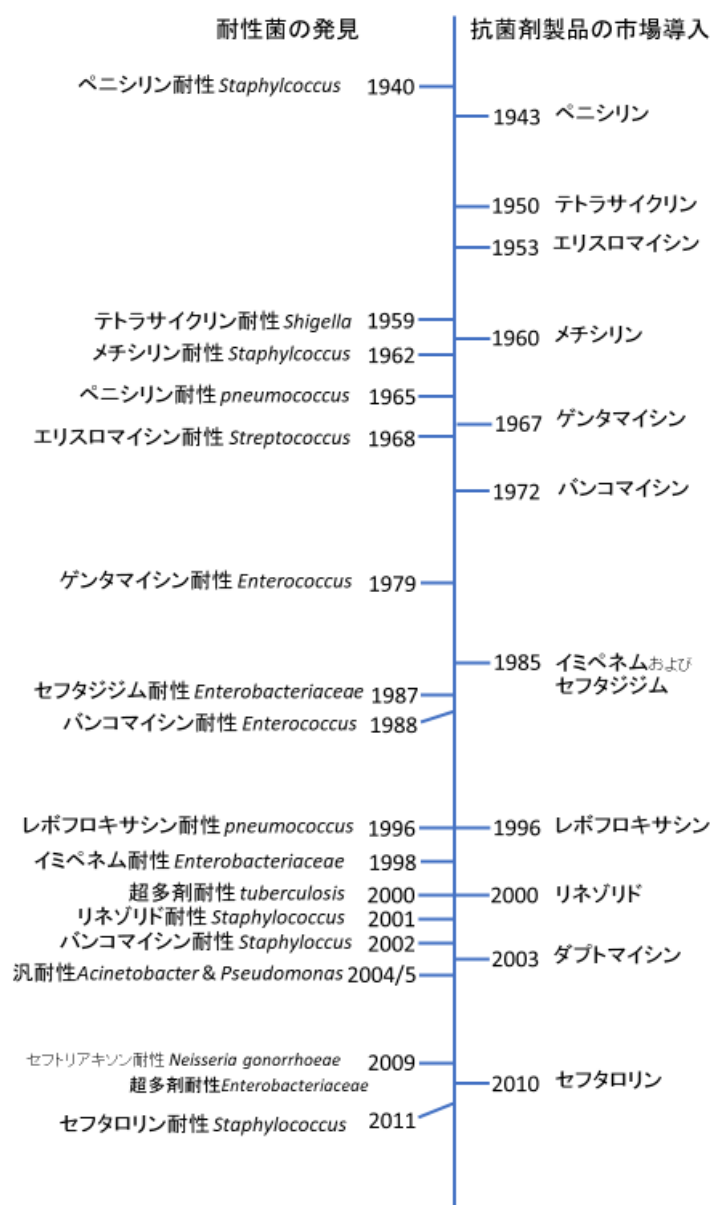 耐性菌の発見 抗菌剤製品の市場導入
ペニシリン耐性 Staphylcoccus 1940
1943 ペニシリン
1950 テトラサイクリン
1953 エリスロマイシン
テトラサイクリン耐性 Shigella 1959
1960 メチシリン
メチシリン耐性 Staphylcoccus 1962
ペニシリン耐性 pneumococcus 1965
1967 ゲンタマイシン
エリスロマイシン耐性 Streptococcus 1968
1972 バンコマイシン
ゲンタマイシン耐性 Enterococcus 1979
1985 イミペネムおよび
セフタジジム
セフタジジム耐性 Enterobacteriaceae 1987
バンコマイシン耐性 Enterococcus 1988
レボフロキサシン耐性 pneumococcus 1996 1996 レボフロキサシン
イミペネム耐性 Enterobacteriaceae 1998
超多剤耐性 tuberculosis 2000 2000 リネゾリド
リネゾリド耐性 Staphylococcus 2001
バンコマイシン耐性 Staphyloccus 2002
2003 ダプトマイシン
汎耐性Acinetobacter & Pseudomonas 2004/5
セフトリアキソン耐性 Neisseria gonorrhoeae 2009
超多剤耐性Enterobacteriaceae
2010 セフタロリン
セフタロリン耐性 Staphylococcus 2011